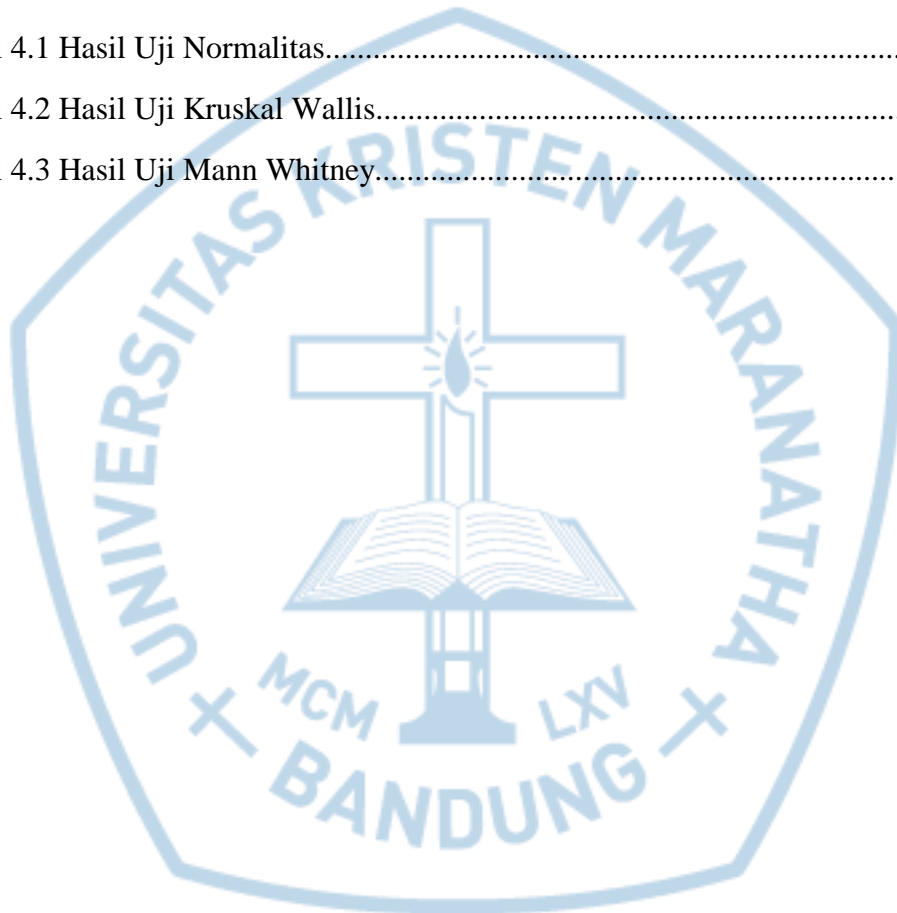 4.1 Hasil Uji Normalitas..........................................................................................
4.2 Hasil Uji Kruskal Wallis..................................................................................
4.3 Hasil Uji Mann Whitney..................................................................................
UNIVERSITAS KRISTEN MARANATHA
MCM LXV
BANDUNG